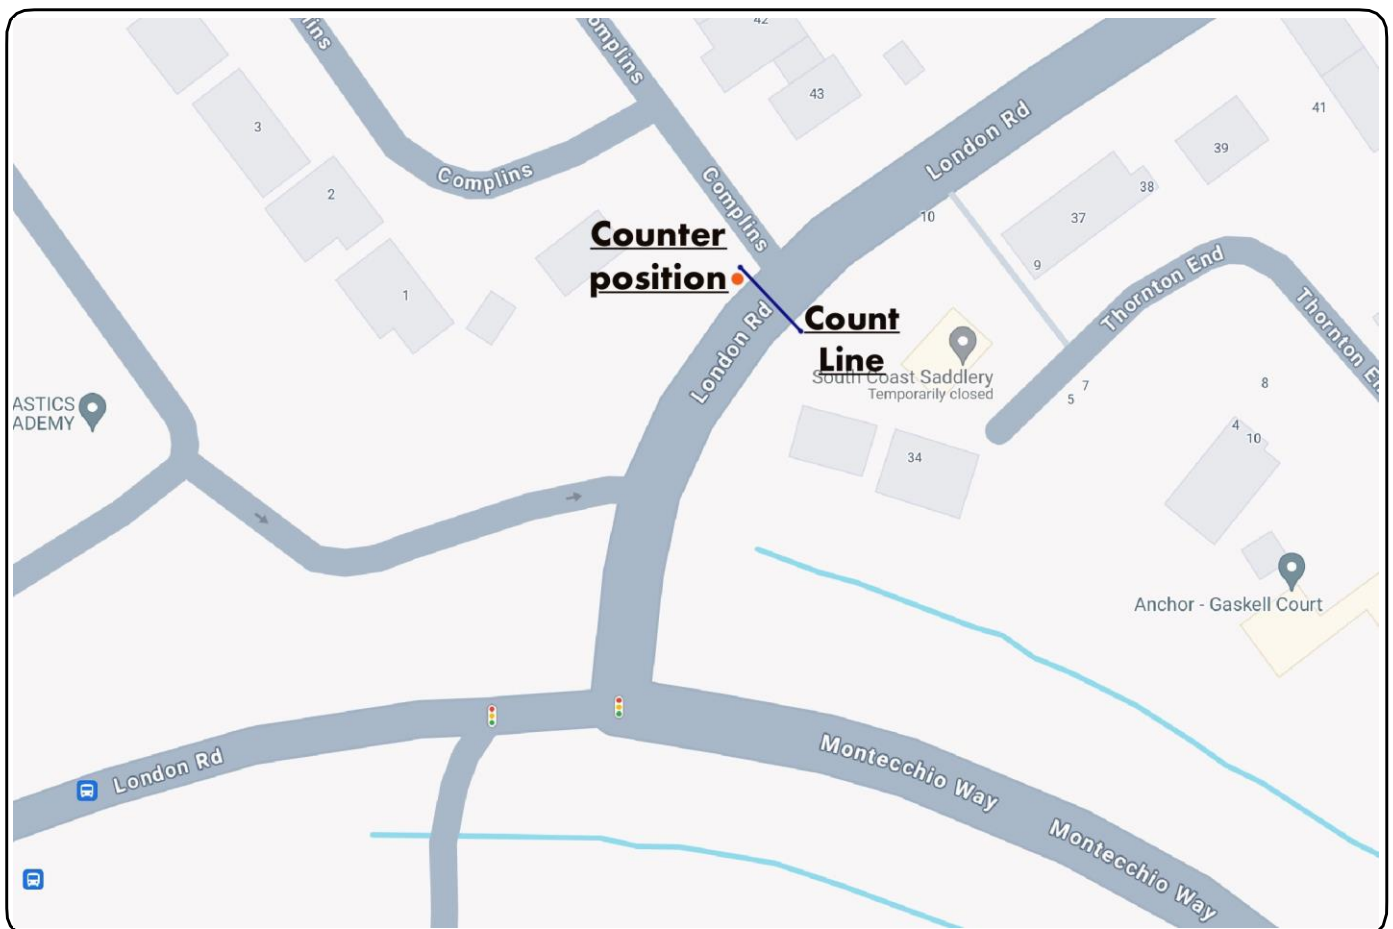 42
Complins
43
London Rd
41
3
39
Complins
2
Complins
38
10
37
Counter
position
9
Thornton End
1
Count
Line
London Rd
Thornton
South Coast Saddlery
Temporarily closed
7
5
8
ASTICS
ADEMY
4
10
34
Anchor - Gaskell Court
London Rd
Montecchio Way
Montecchio Way